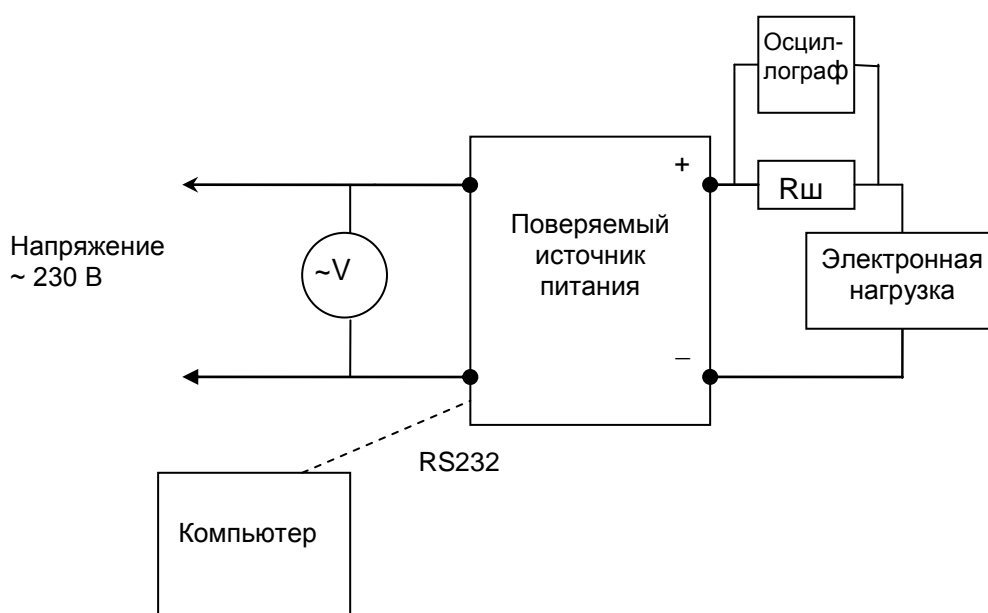 Осцил-
лограф
+
Rш
Напряжение
~ 230 В
~V
Поверяемый
источник
питания
Электронная
нагрузка
–
RS232
Компьютер